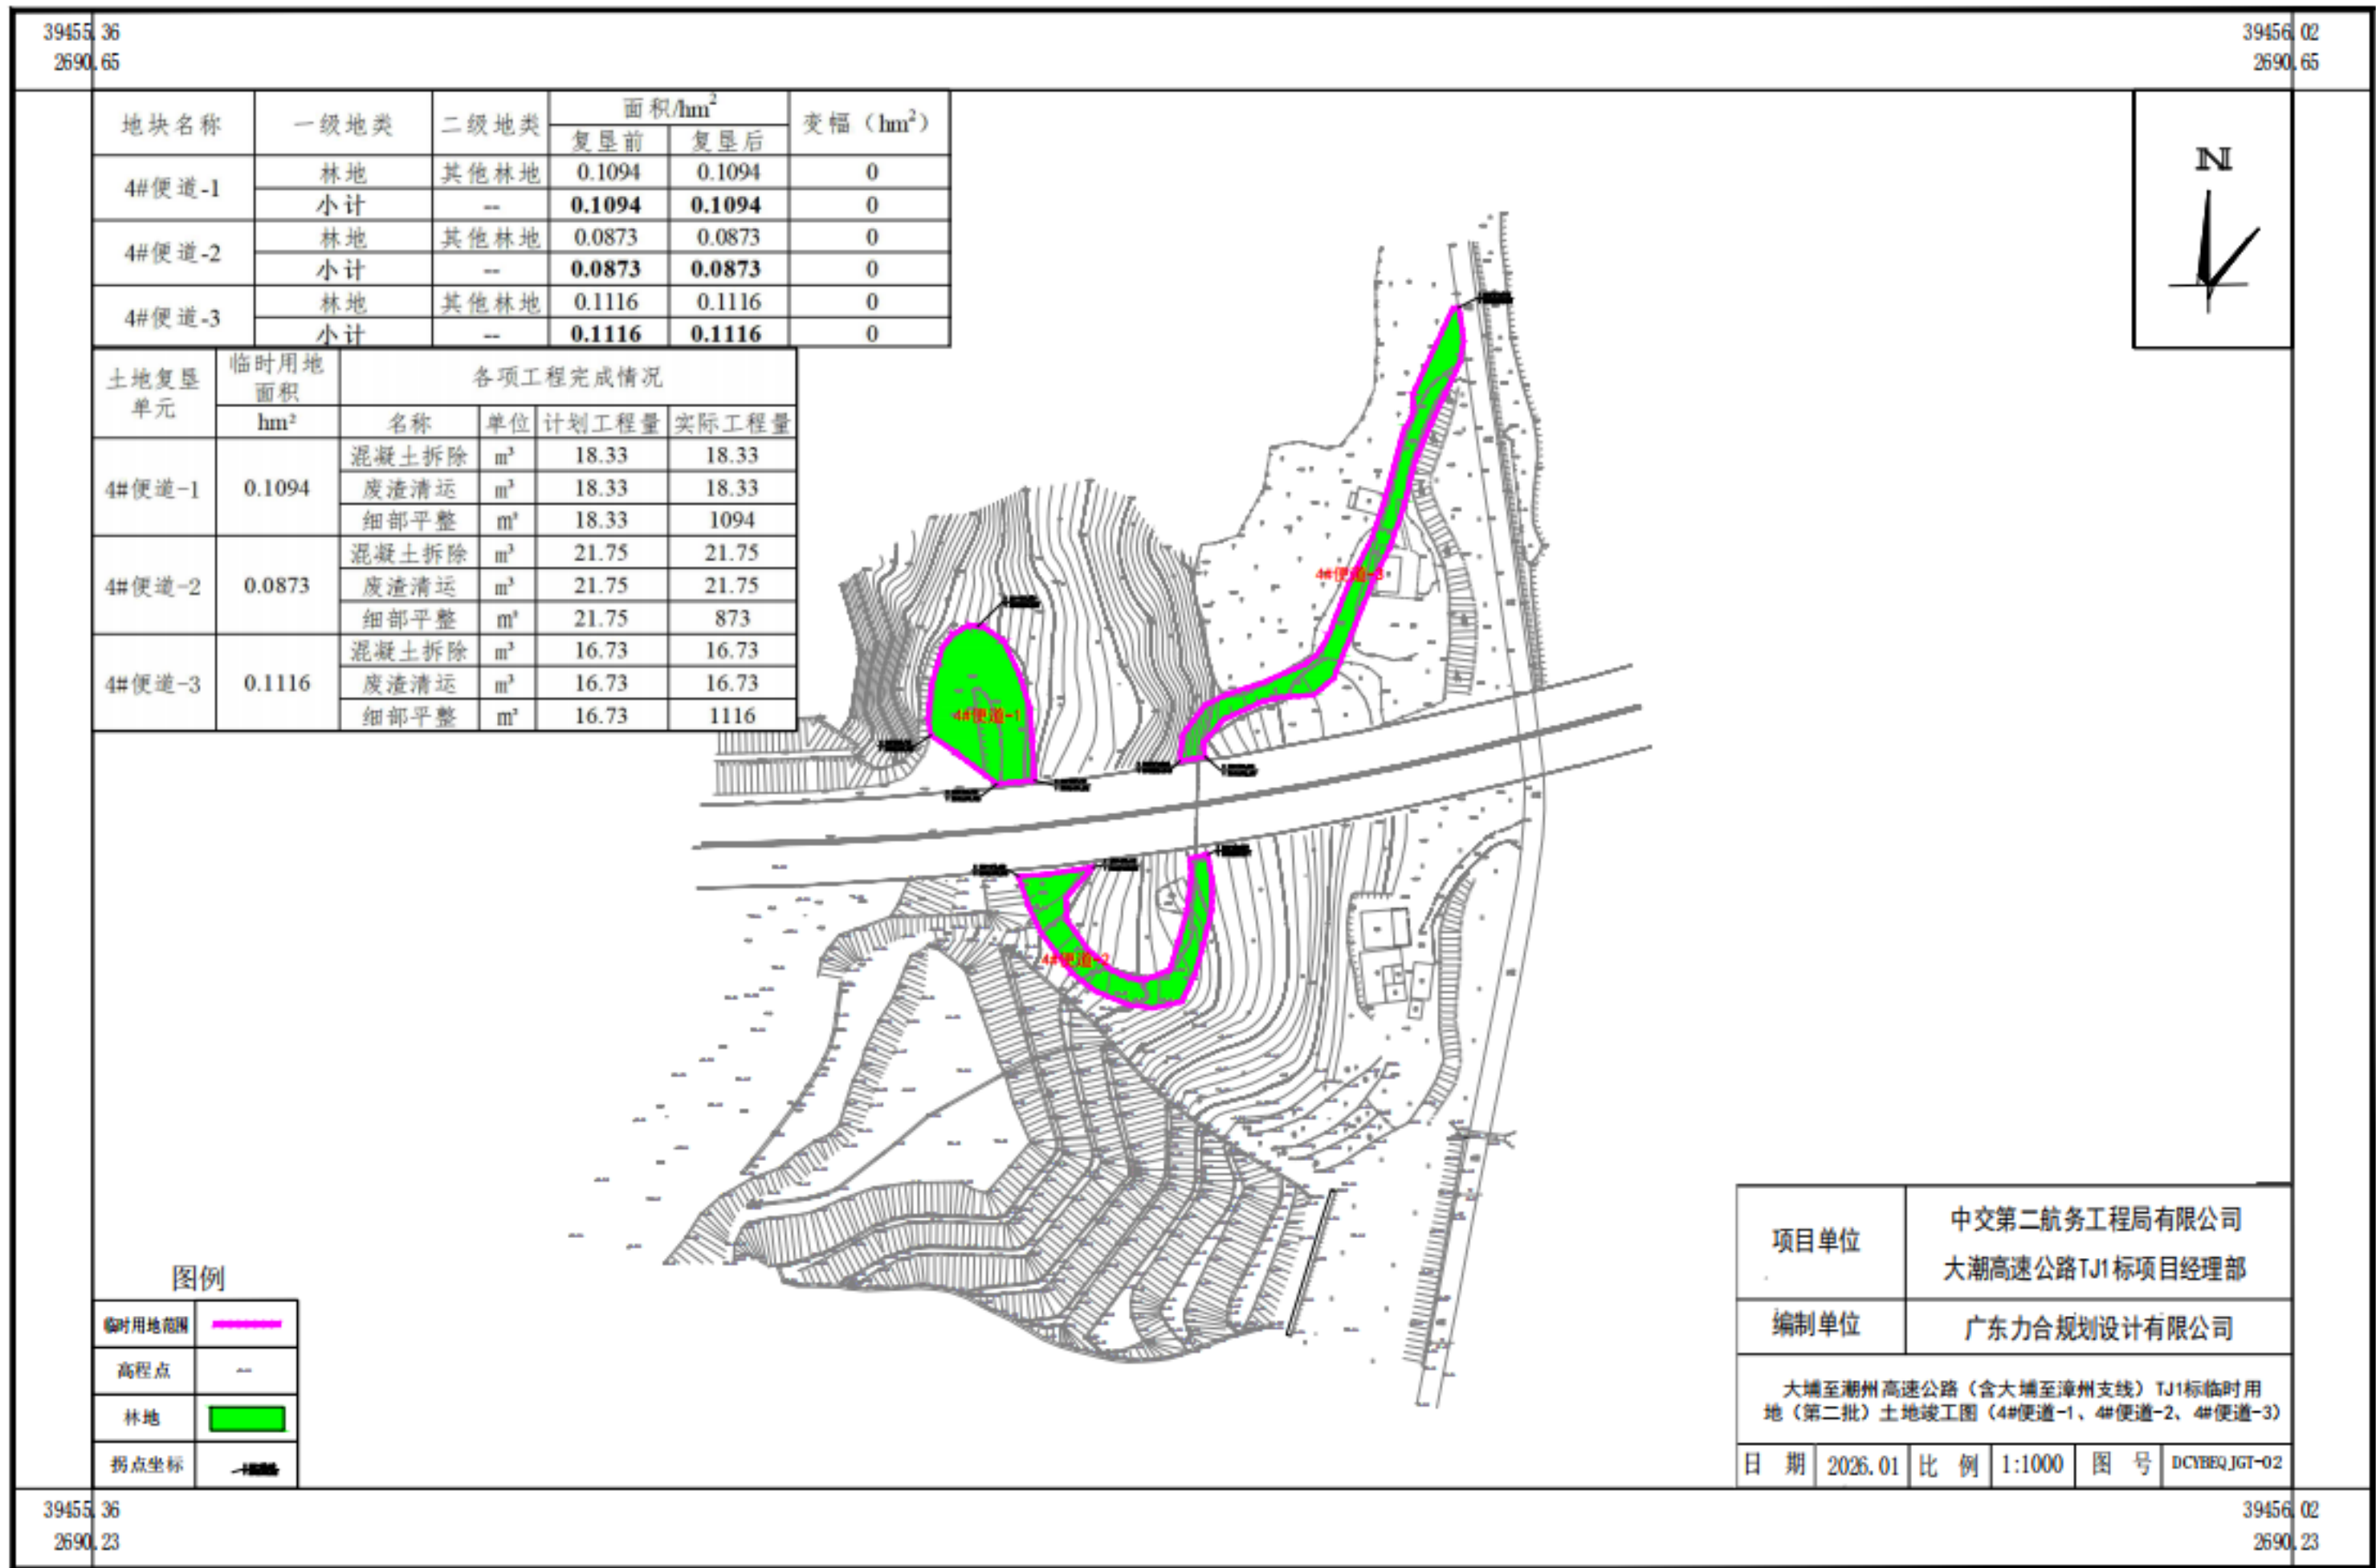 39455.36
2690.65
39456.02
2690.65
地块名称 一级地类 二级地类 面积/hm² 变幅（hm²）
复垦前 复垦后
4#便道-1 林地 其他林地 0.1094 0.1094 0
小计 -- 0.1094 0.1094 0
4#便道-2 林地 其他林地 0.0873 0.0873 0
小计 -- 0.0873 0.0873 0
4#便道-3 林地 其他林地 0.1116 0.1116 0
小计 -- 0.1116 0.1116 0
土地复垦单元 临时用地面积 各项工程完成情况
hm² 名称 单位 计划工程量 实际工程量
4#便道-1 0.1094 混凝土拆除 m³ 18.33 18.33
废渣清运 m³ 18.33 18.33
细部平整 m² 18.33 1094
4#便道-2 0.0873 混凝土拆除 m³ 21.75 21.75
废渣清运 m³ 21.75 21.75
细部平整 m² 21.75 873
4#便道-3 0.1116 混凝土拆除 m³ 16.73 16.73
废渣清运 m³ 16.73 16.73
细部平整 m² 16.73 1116
N
4#便道-3
4#便道-1
4#便道-2
图例
临时用地范围
高程点
林地
拐点坐标
项目单位
中交第二航务工程局有限公司
大潮高速公路TJ1标项目经理部
编制单位
广东力合规划设计有限公司
大埔至潮州高速公路（含大埔至漳州支线）TJ1标临时用
地（第二批）土地竣工图（4#便道-1、4#便道-2、4#便道-3）
日 期 2026.01 比 例 1:1000 图 号 DCYBEQJGT-02
39455.36
2690.23
39456.02
2690.23